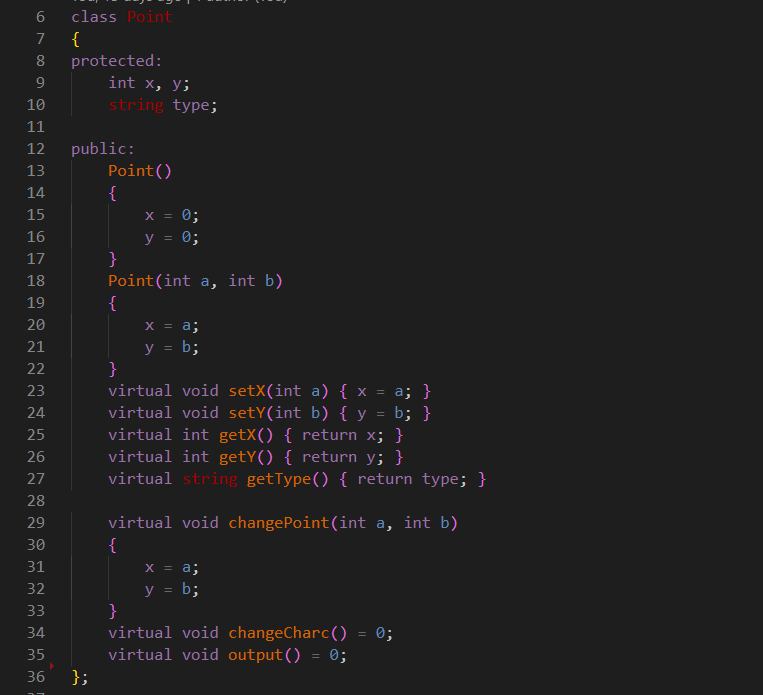 6 class Point
7 {
8 protected:
9     int x, y;
10     string type;
11
12 public:
13     Point()
14     {
15         x = 0;
16         y = 0;
17     }
18     Point(int a, int b)
19     {
20         x = a;
21         y = b;
22     }
23     virtual void setX(int a) { x = a; }
24     virtual void setY(int b) { y = b; }
25     virtual int getX() { return x; }
26     virtual int getY() { return y; }
27     virtual string getType() { return type; }
28
29     virtual void changePoint(int a, int b)
30     {
31         x = a;
32         y = b;
33     }
34     virtual void changeCharc() = 0;
35     virtual void output() = 0;
36 };